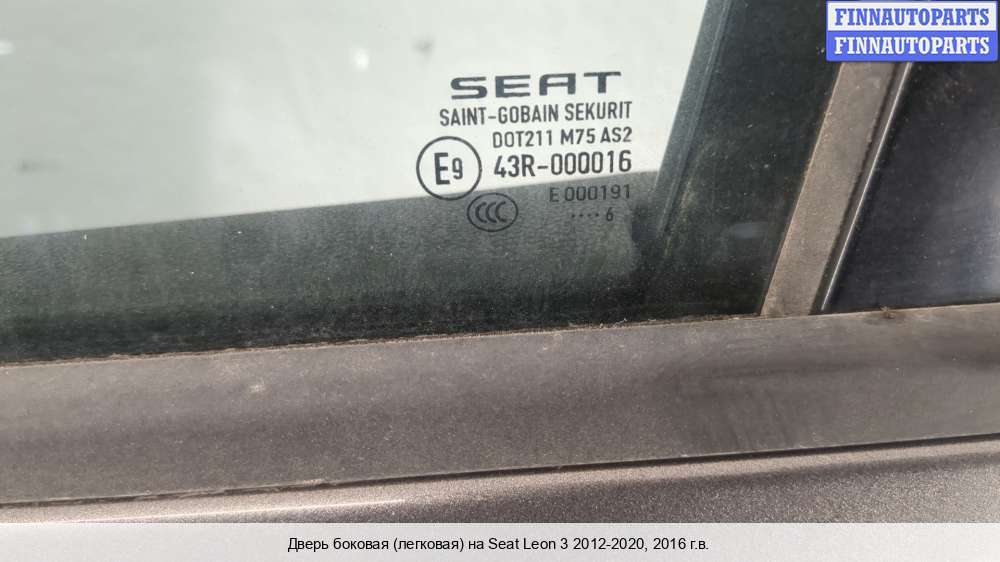 FINNAUTOPARTS
FINNAUTOPARTS
SEAT
SAINT-GOBAIN SEKURIT
DOT211 M75 AS2
E9 43R-000016
E 000191
CCC
···· 6
Дверь боковая (легковая) на Seat Leon 3 2012-2020, 2016 г.в.